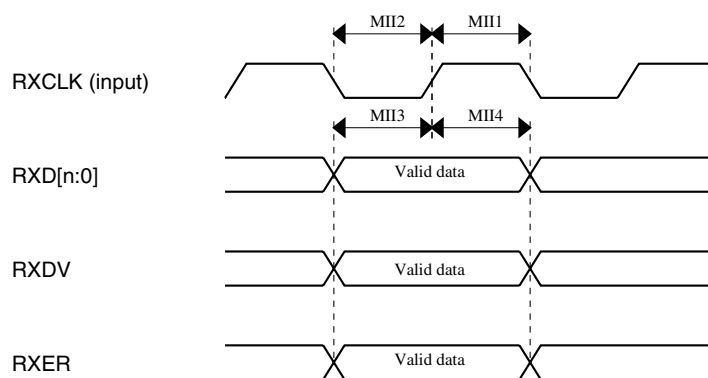 MII2 MII1
RXCLK (input)
MII3 MII4
RXD[n:0] Valid data
RXDV Valid data
RXER Valid data